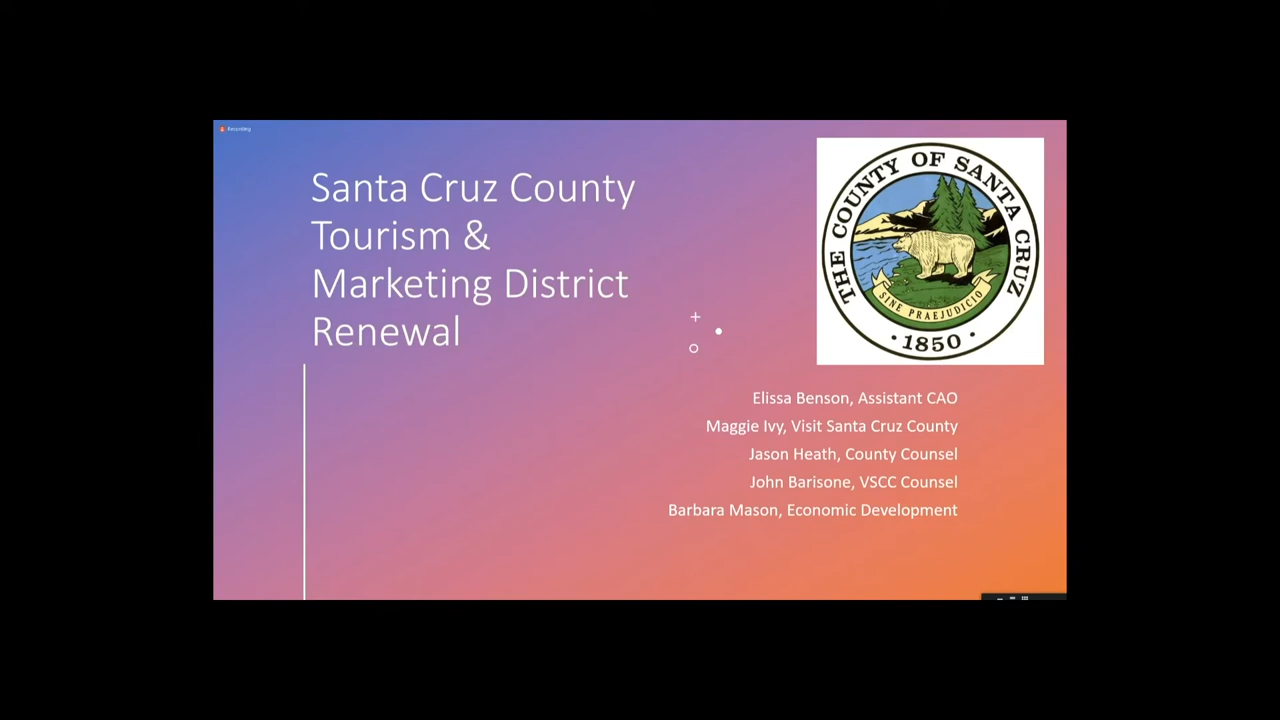 Recording
Santa Cruz County
Tourism &
Marketing District
Renewal
THE COUNTY OF SANTA CRUZ
SINE PRAEJUDICIO
· 1850 ·
Elissa Benson, Assistant CAO
Maggie Ivy, Visit Santa Cruz County
Jason Heath, County Counsel
John Barisone, VSCC Counsel
Barbara Mason, Economic Development